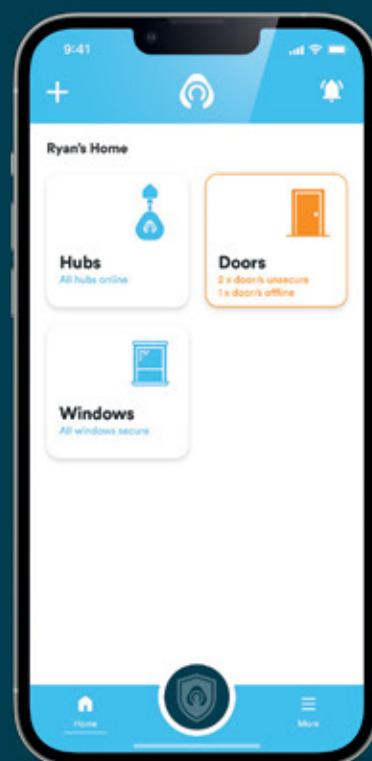 9:41
Ryan's Home
Hubs
All hubs online
Doors
x door/s unsecure
1 x door/s offline
Windows
All windows secure
Home
More